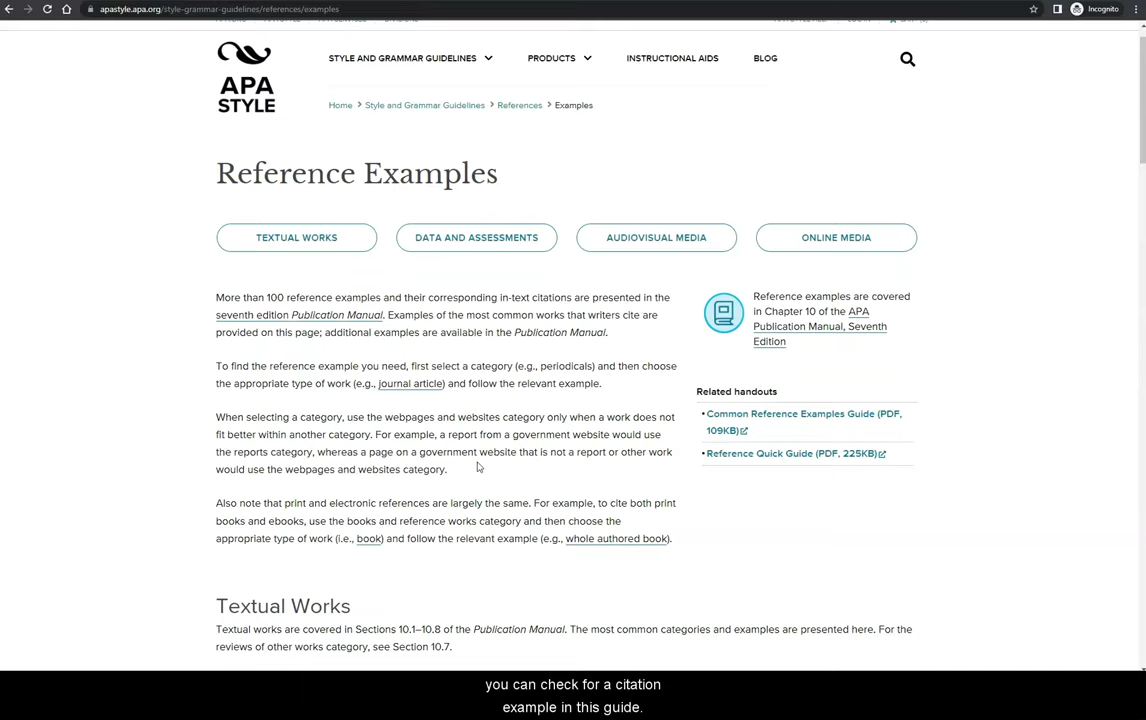 apastyle.apa.org/style-grammar-guidelines/references/examples
Incognito
APA
STYLE
STYLE AND GRAMMAR GUIDELINES
PRODUCTS
INSTRUCTIONAL AIDS
BLOG
Home > Style and Grammar Guidelines > References > Examples
Reference Examples
TEXTUAL WORKS
DATA AND ASSESSMENTS
AUDIOVISUAL MEDIA
ONLINE MEDIA
More than 100 reference examples and their corresponding in-text citations are presented in the
seventh edition Publication Manual. Examples of the most common works that writers cite are
provided on this page; additional examples are available in the Publication Manual.
To find the reference example you need, first select a category (e.g., periodicals) and then choose
the appropriate type of work (e.g., journal article) and follow the relevant example.
When selecting a category, use the webpages and websites category only when a work does not
fit better within another category. For example, a report from a government website would use
the reports category, whereas a page on a government website that is not a report or other work
would use the webpages and websites category.
Also note that print and electronic references are largely the same. For example, to cite both print
books and ebooks, use the books and reference works category and then choose the
appropriate type of work (i.e., book) and follow the relevant example (e.g., whole authored book).
Reference examples are covered
in Chapter 10 of the APA
Publication Manual, Seventh
Edition
Related handouts
• Common Reference Examples Guide (PDF,
109KB)
• Reference Quick Guide (PDF, 225KB)
Textual Works
Textual works are covered in Sections 10.1–10.8 of the Publication Manual. The most common categories and examples are presented here. For the
reviews of other works category, see Section 10.7.
you can check for a citation
example in this guide.